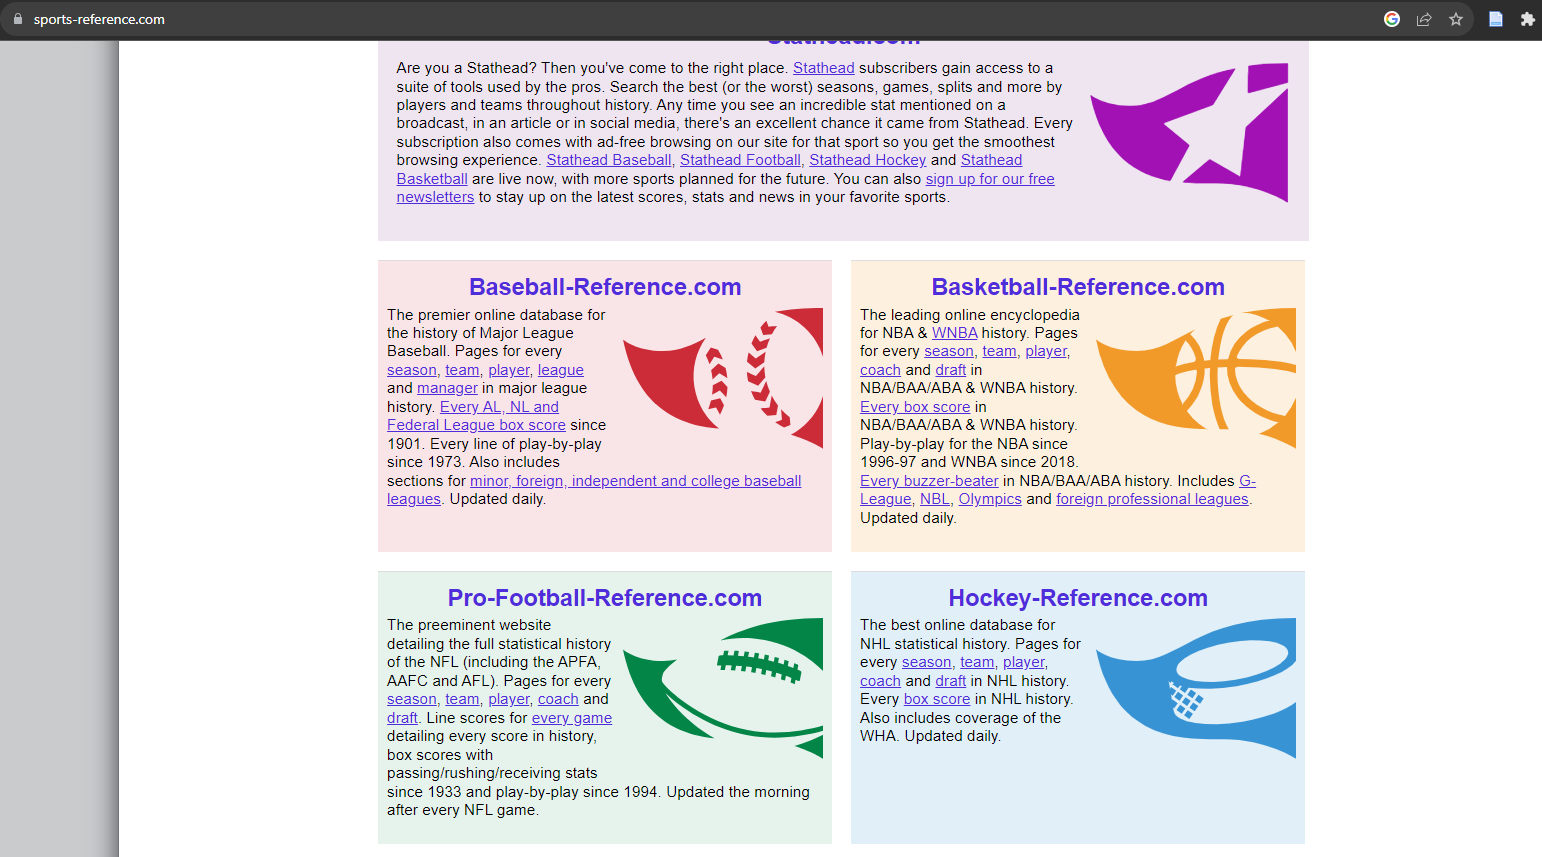 sports-reference.com
Stathead.com
Are you a Stathead? Then you've come to the right place. Stathead subscribers gain access to a
suite of tools used by the pros. Search the best (or the worst) seasons, games, splits and more by
players and teams throughout history. Any time you see an incredible stat mentioned on a
broadcast, in an article or in social media, there's an excellent chance it came from Stathead. Every
subscription also comes with ad-free browsing on our site for that sport so you get the smoothest
browsing experience. Stathead Baseball, Stathead Football, Stathead Hockey and Stathead
Basketball are live now, with more sports planned for the future. You can also sign up for our free
newsletters to stay up on the latest scores, stats and news in your favorite sports.
Baseball-Reference.com
The premier online database for
the history of Major League
Baseball. Pages for every
season, team, player, league
and manager in major league
history. Every AL, NL and
Federal League box score since
1901. Every line of play-by-play
since 1973. Also includes
sections for minor, foreign, independent and college baseball
leagues. Updated daily.
Basketball-Reference.com
The leading online encyclopedia
for NBA & WNBA history. Pages
for every season, team, player,
coach and draft in
NBA/BAA/ABA & WNBA history.
Every box score in
NBA/BAA/ABA & WNBA history.
Play-by-play for the NBA since
1996-97 and WNBA since 2018.
Every buzzer-beater in NBA/BAA/ABA history. Includes G-
League, NBL, Olympics and foreign professional leagues.
Updated daily.
Pro-Football-Reference.com
The preeminent website
detailing the full statistical history
of the NFL (including the APFA,
AAFC and AFL). Pages for every
season, team, player, coach and
draft. Line scores for every game
detailing every score in history,
box scores with
passing/rushing/receiving stats
since 1933 and play-by-play since 1994. Updated the morning
after every NFL game.
Hockey-Reference.com
The best online database for
NHL statistical history. Pages for
every season, team, player,
coach and draft in NHL history.
Every box score in NHL history.
Also includes coverage of the
WHA. Updated daily.